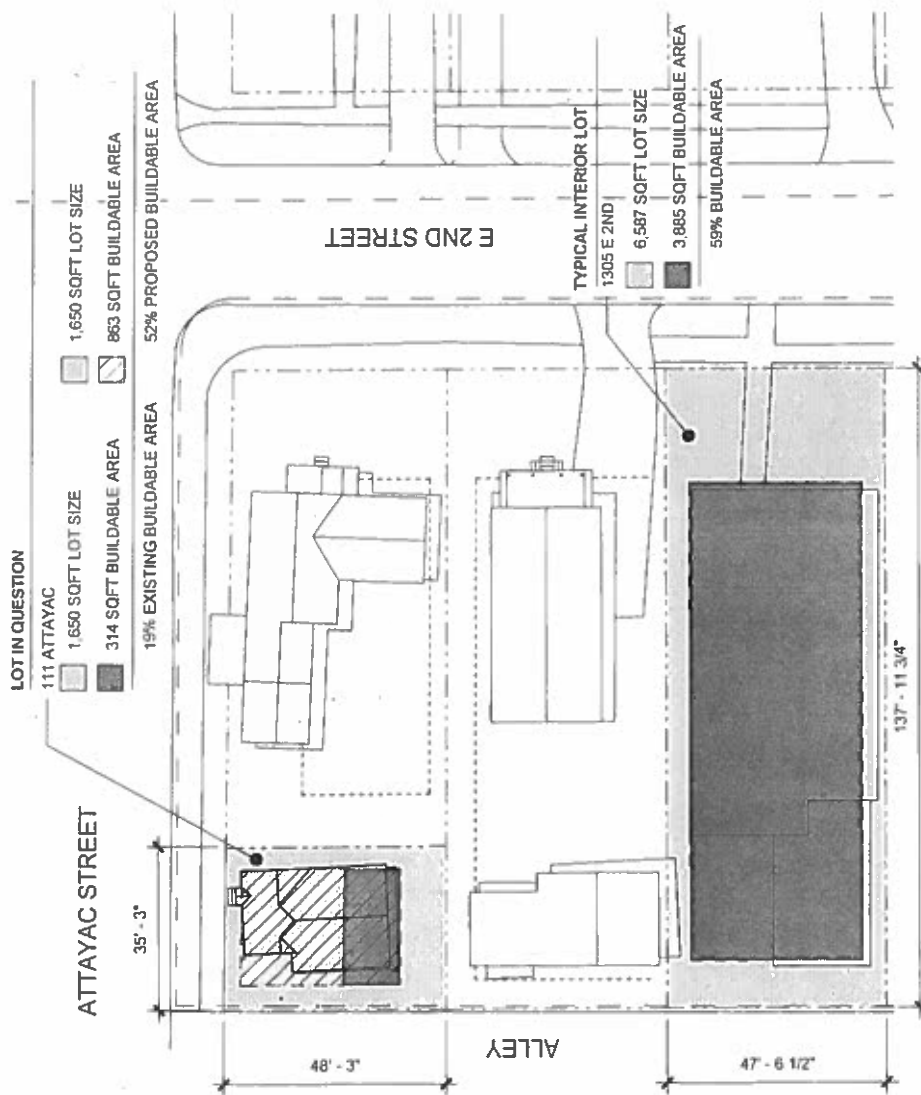 LOT IN QUESTION
111 ATTAYAC
1,650 SQFT LOT SIZE
314 SQFT BUILDABLE AREA
19% EXISTING BUILDABLE AREA
1,650 SQFT LOT SIZE
863 SQFT BUILDABLE AREA
52% PROPOSED BUILDABLE AREA
ATTAYAC STREET
35' - 3"
48' - 3"
ALLEY
E 2ND STREET
TYPICAL INTERIOR LOT
1305 E 2ND
6,587 SQFT LOT SIZE
3,885 SQFT BUILDABLE AREA
59% BUILDABLE AREA
137' - 11 3/4"
47' - 6 1/2"